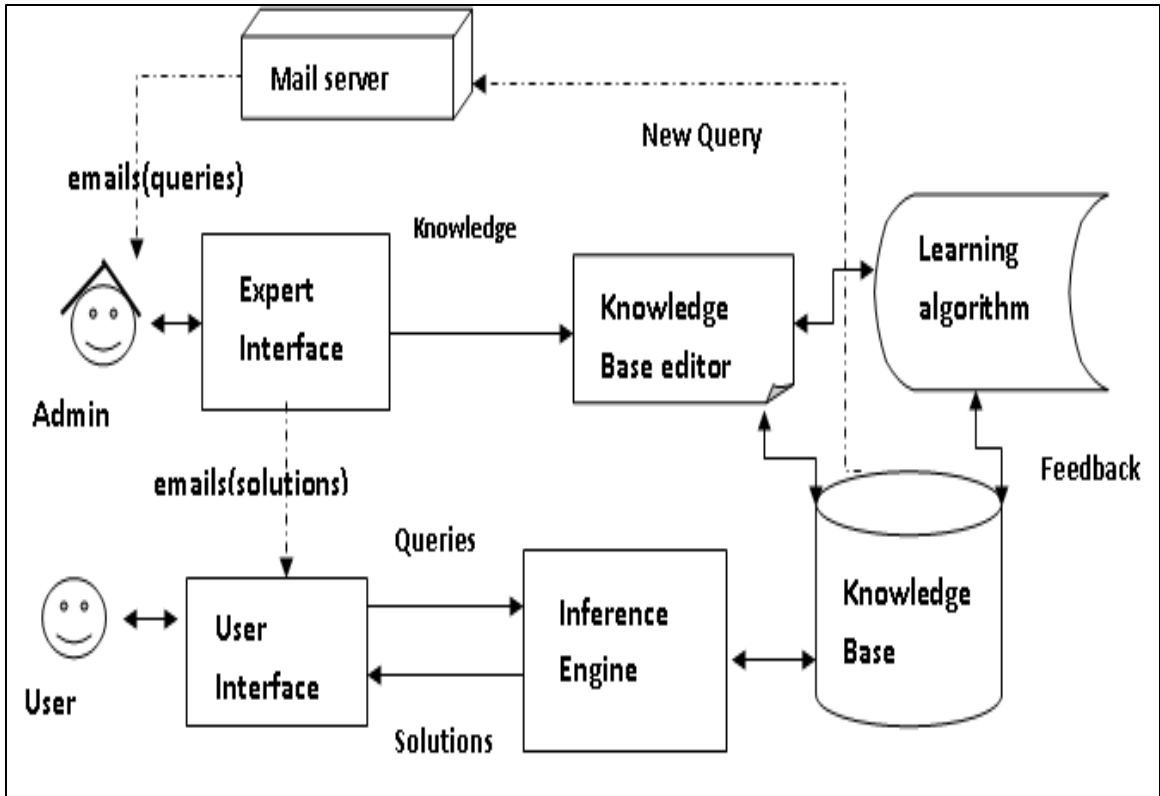 Mail server
New Query
emails(queries)
Knowledge
Expert
Interface
Knowledge
Base editor
Learning
algorithm
Admin
emails(solutions)
Feedback
Queries
User
Interface
Inference
Engine
Knowledge
Base
User
Solutions